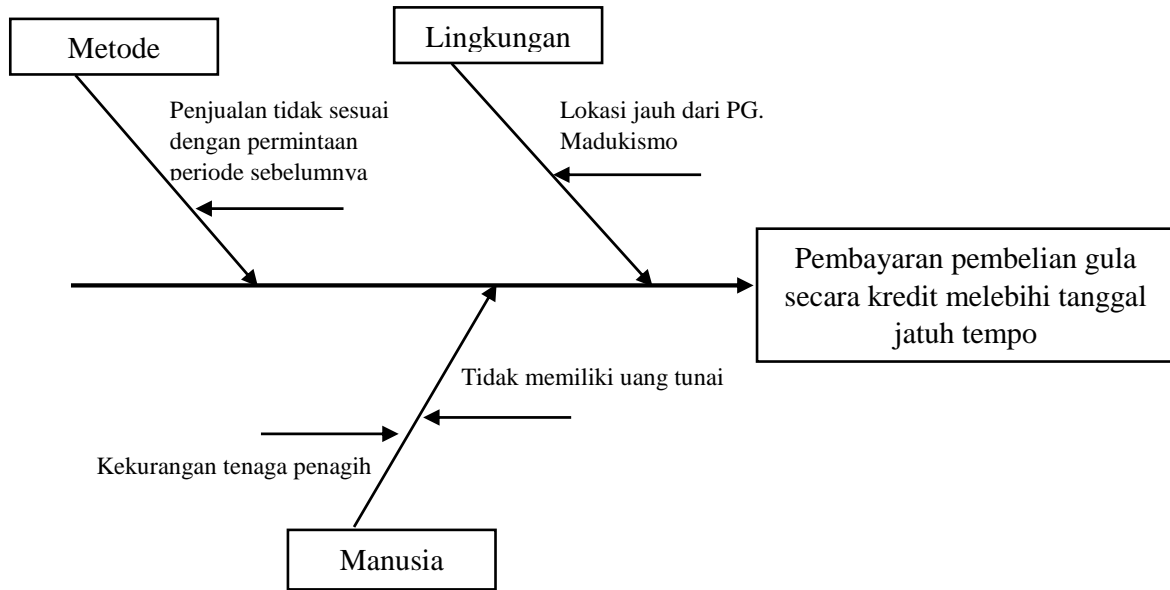 Metode
Lingkungan
Penjualan tidak sesuai
dengan permintaan
periode sebelumnya
Lokasi jauh dari PG.
Madukismo
Pembayaran pembelian gula
secara kredit melebihi tanggal
jatuh tempo
Tidak memiliki uang tunai
Kekurangan tenaga penagih
Manusia